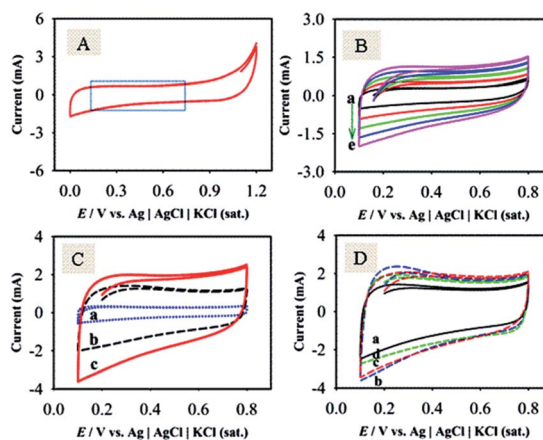 A
6
3
0
-3
-6
Current (mA)
0.0 0.3 0.6 0.9 1.2
E / V vs. Ag | AgCl | KCl (sat.)
B
3.0
1.5
0.0
-1.5
-3.0
Current (mA)
a
e
0.0 0.2 0.4 0.6 0.8
E / V vs. Ag | AgCl | KCl (sat.)
C
4
2
0
-2
-4
Current (mA)
a
b
c
0.0 0.2 0.4 0.6 0.8
E / V vs. Ag | AgCl | KCl (sat.)
D
4
2
0
-2
-4
Current (mA)
a
d
c
b
0.0 0.2 0.4 0.6 0.8
E / V vs. Ag | AgCl | KCl (sat.)